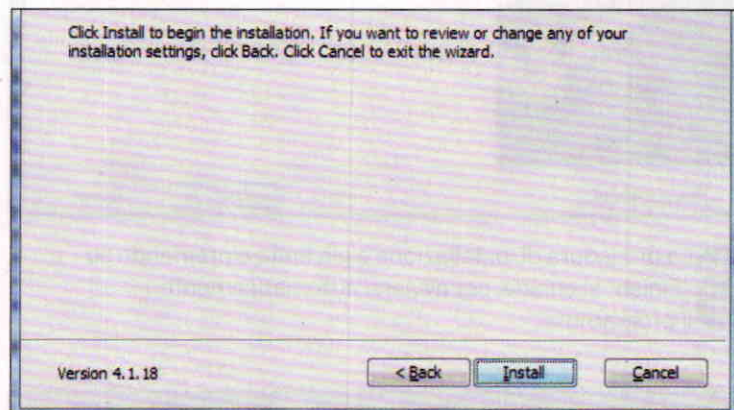 Click Install to begin the installation. If you want to review or change any of your
installation settings, click Back. Click Cancel to exit the wizard.
Version 4.1.18
< Back
Install
Cancel